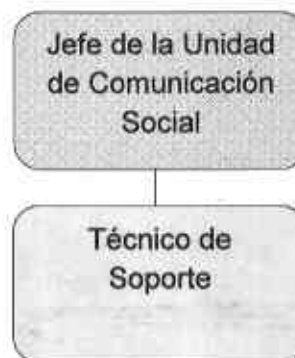 Jefe de la Unidad
de Comunicación
Social
Técnico de
Soporte